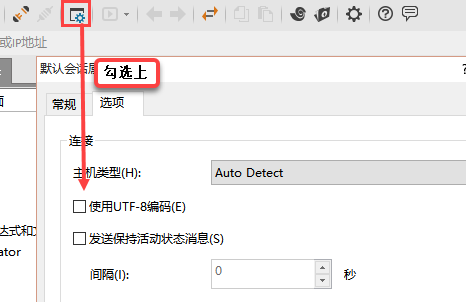 或IP地址
默认会话属
勾选上
?
面
常规
选项
连接
主机类型(H):
Auto Detect
使用UTF-8编码(E)
发送保持活动状态消息(S)
达式和文
ator
间隔(I):
0
秒